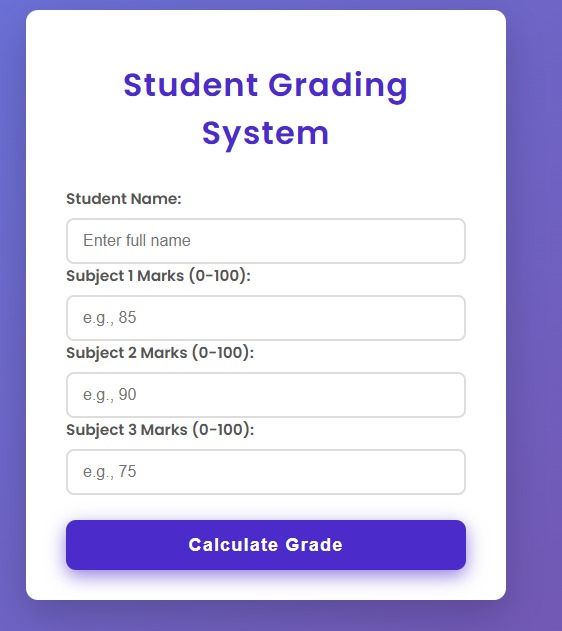 Student Grading
System
Student Name:
Enter full name
Subject 1 Marks (0-100):
e.g., 85
Subject 2 Marks (0-100):
e.g., 90
Subject 3 Marks (0-100):
e.g., 75
Calculate Grade